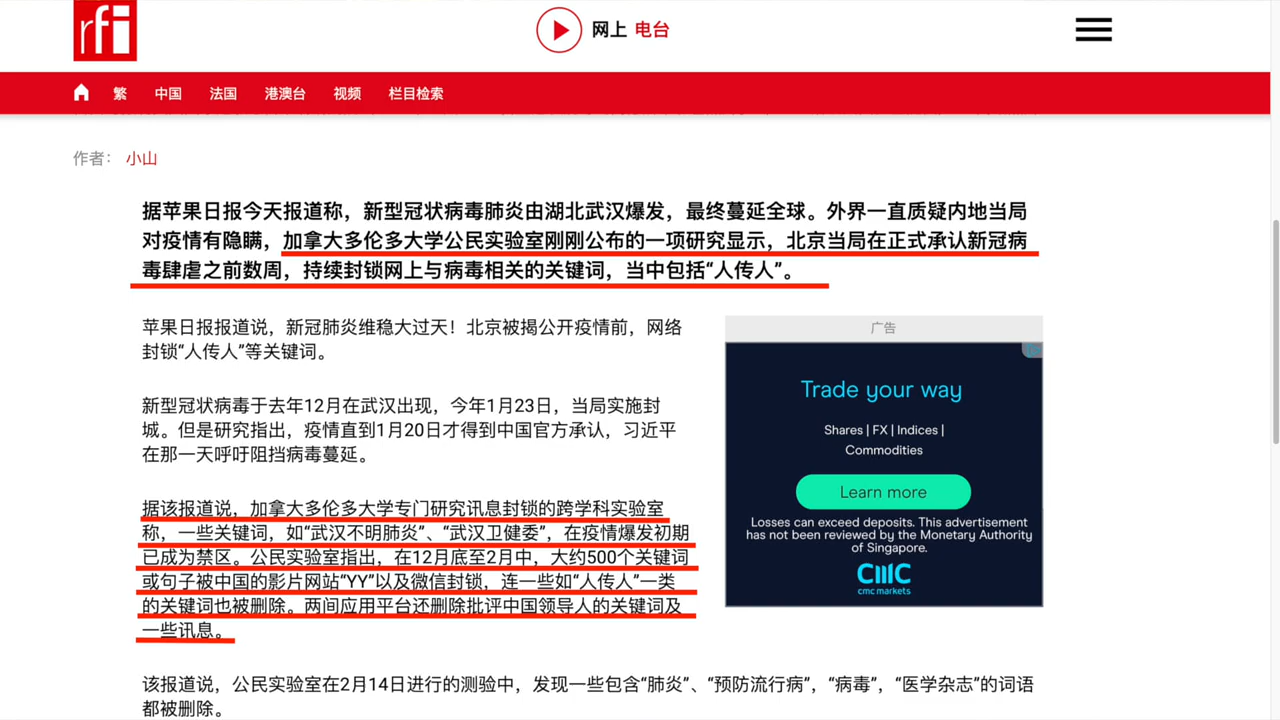 rfi
网上 电台
繁 中国 法国 港澳台 视频 栏目检索
作者： 小山
据苹果日报今天报道称，新型冠状病毒肺炎由湖北武汉爆发，最终蔓延全球。外界一直质疑内地当局
对疫情有隐瞒，加拿大多伦多大学公民实验室刚刚公布的一项研究显示，北京当局在正式承认新冠病
毒肆虐之前数周，持续封锁网上与病毒相关的关键词，当中包括“人传人”。
苹果日报报道说，新冠肺炎维稳大过天！北京被揭公开疫情前，网络
封锁“人传人”等关键词。
新型冠状病毒于去年12月在武汉出现，今年1月23日，当局实施封
城。但是研究指出，疫情直到1月20日才得到中国官方承认，习近平
在那一天呼吁阻挡病毒蔓延。
据该报道说，加拿大多伦多大学专门研究讯息封锁的跨学科实验室
称，一些关键词，如“武汉不明肺炎”、“武汉卫健委”，在疫情爆发初期
已成为禁区。公民实验室指出，在12月底至2月中，大约500个关键词
或句子被中国的影片网站“YY”以及微信封锁，连一些如“人传人”一类
的关键词也被删除。两间应用平台还删除批评中国领导人的关键词及
一些讯息。
广告
Trade your way
Shares | FX | Indices |
Commodities
Learn more
Losses can exceed deposits. This advertisement
has not been reviewed by the Monetary Authority
of Singapore.
CMC
cmc markets
该报道说，公民实验室在2月14日进行的测验中，发现一些包含“肺炎”、“预防流行病”，“病毒”，“医学杂志”的词语
都被删除。